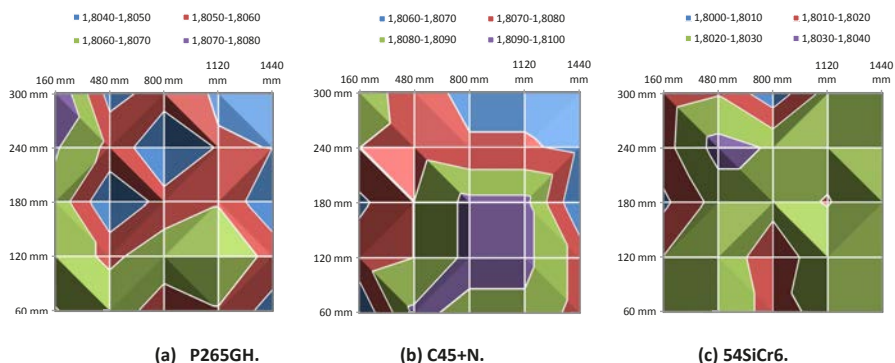 1,8040-1,8050 1,8050-1,8060
1,8060-1,8070 1,8070-1,8080
160 mm 480 mm 800 mm 1120 mm 1440 mm
300 mm
240 mm
180 mm
120 mm
60 mm
(a) P265GH.
1,8060-1,8070 1,8070-1,8080
1,8080-1,8090 1,8090-1,8100
160 mm 480 mm 800 mm 1120 mm 1440 mm
300 mm
240 mm
180 mm
120 mm
60 mm
(b) C45+N.
1,8000-1,8010 1,8010-1,8020
1,8020-1,8030 1,8030-1,8040
160 mm 480 mm 800 mm 1120 mm 1440 mm
300 mm
240 mm
180 mm
120 mm
60 mm
(c) 54SiCr6.